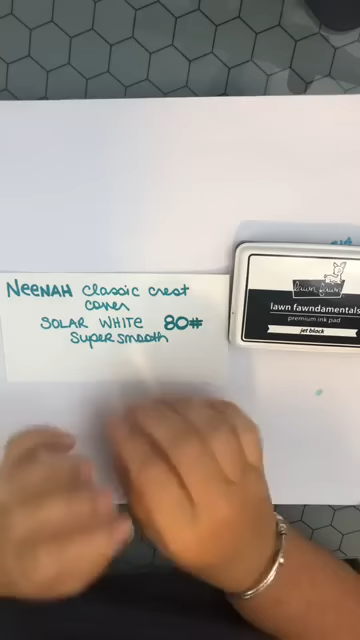 NEENAH classic crest
cover
SOLAR WHITE 80#
Super smooth
lawn fawn
lawn fawndamentals
premium ink pad
jet black